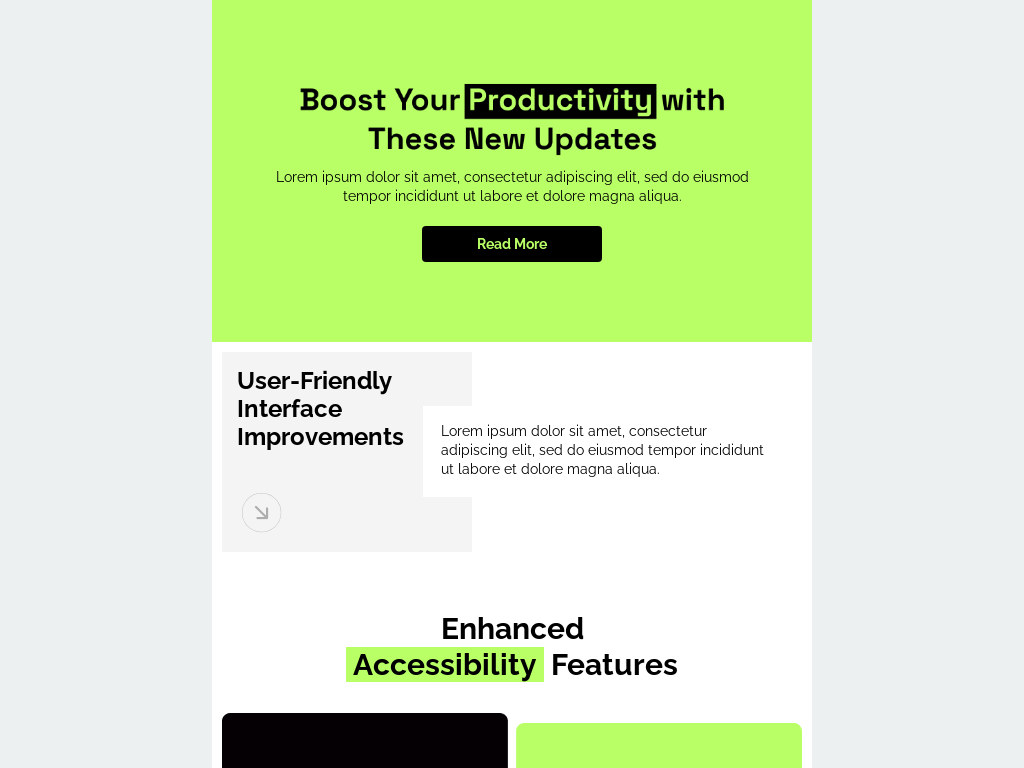 Boost Your Productivity with
These New Updates
Lorem ipsum dolor sit amet, consectetur adipiscing elit, sed do eiusmod
tempor incididunt ut labore et dolore magna aliqua.
Read More
User-Friendly
Interface
Improvements
Lorem ipsum dolor sit amet, consectetur
adipiscing elit, sed do eiusmod tempor incididunt
ut labore et dolore magna aliqua.
Enhanced
Accessibility Features